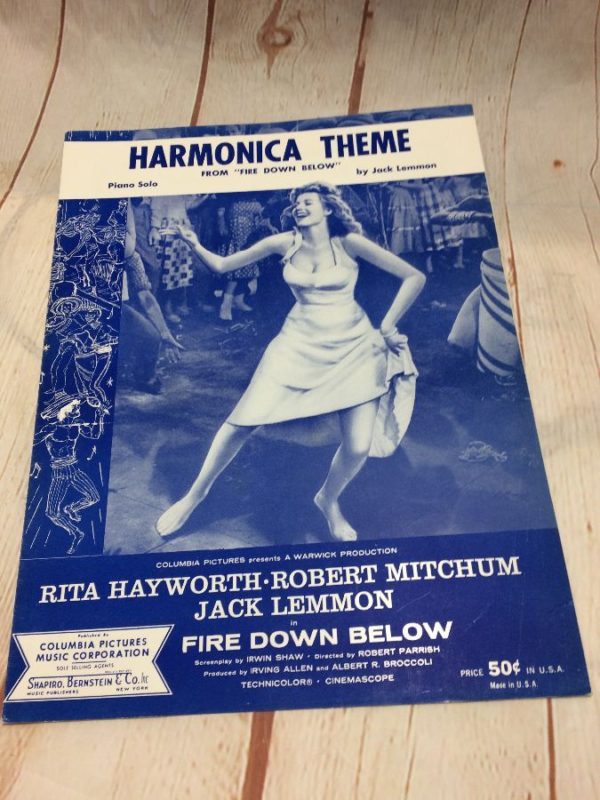 HARMONICA THEME
FROM "FIRE DOWN BELOW"
Piano Solo
by Jack Lemmon
COLUMBIA PICTURES presents A WARWICK PRODUCTION
RITA HAYWORTH · ROBERT MITCHUM
JACK LEMMON
in
FIRE DOWN BELOW
Screenplay by IRWIN SHAW · Directed by ROBERT PARRISH
Produced by IRVING ALLEN and ALBERT R. BROCCOLI
TECHNICOLOR® · CINEMASCOPE
Published by
COLUMBIA PICTURES
MUSIC CORPORATION
SOLE SELLING AGENTS
SHAPIRO, BERNSTEIN & Co. Inc
MUSIC PUBLISHERS NEW YORK
PRICE 50¢ IN U.S.A.
Made in U.S.A.